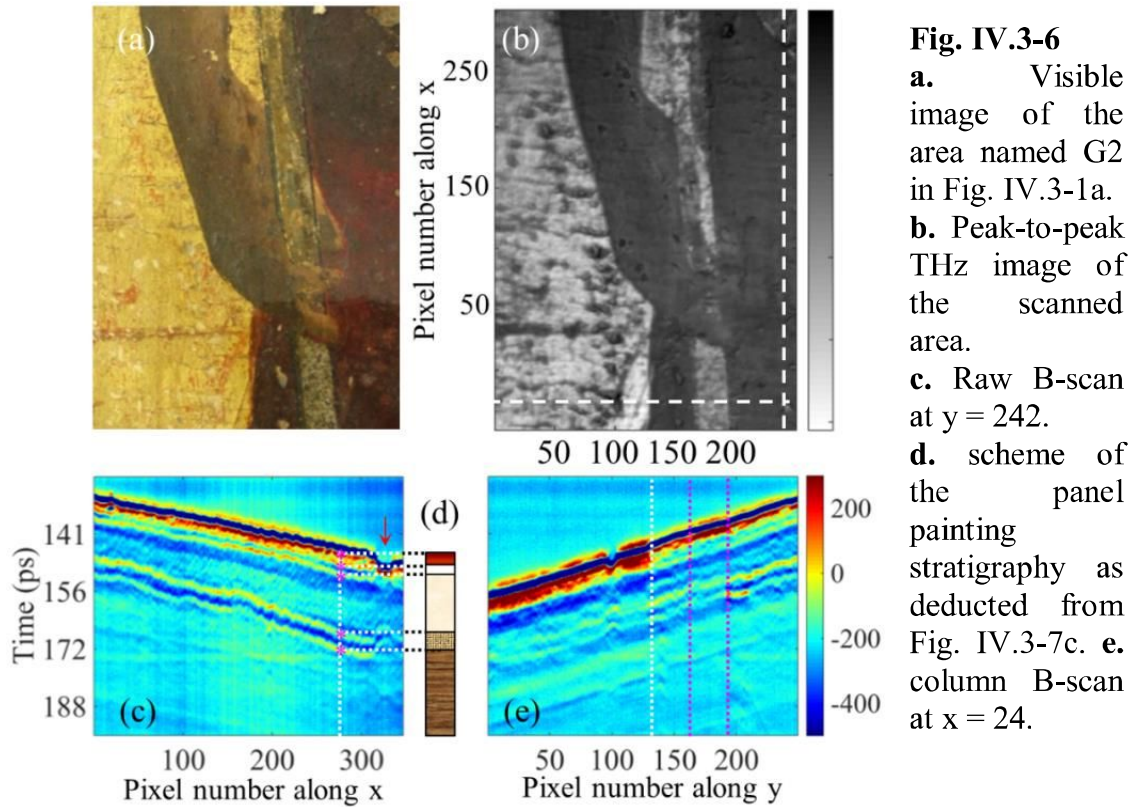 (a)
(b)
Pixel number along x
250
150
50
50 100 150 200
Fig. IV.3-6
a. Visible
image of the
area named G2
in Fig. IV.3-1a.
b. Peak-to-peak
THz image of
the scanned
area.
c. Raw B-scan
at y = 242.
d. scheme of
the panel
painting
stratigraphy as
deducted from
Fig. IV.3-7c. e.
column B-scan
at x = 24.
Time (ps)
141
156
172
188
(c)
100 200 300
Pixel number along x
(d)
(e)
50 100 150 200
Pixel number along y
200
0
-200
-400